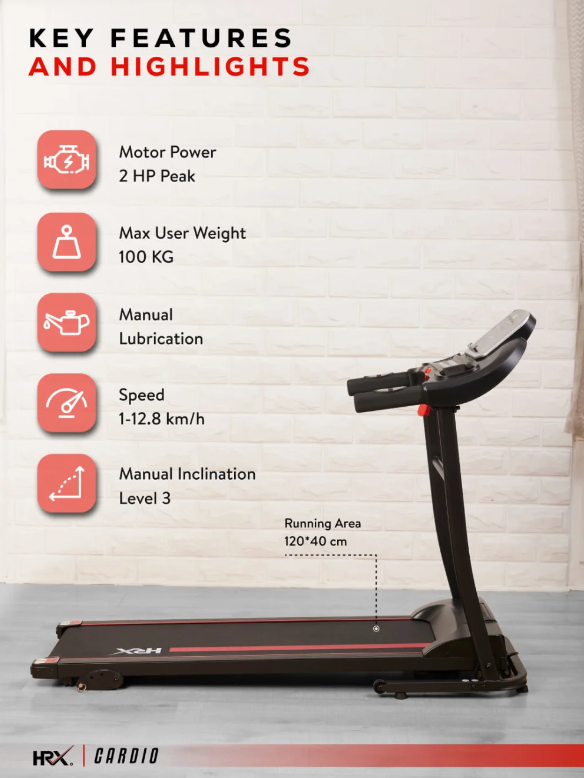 KEY FEATURES
AND HIGHLIGHTS
Motor Power
2 HP Peak
Max User Weight
100 KG
Manual
Lubrication
Speed
1-12.8 km/h
Manual Inclination
Level 3
Running Area
120*40 cm
HRX
HRX® | CARDIO